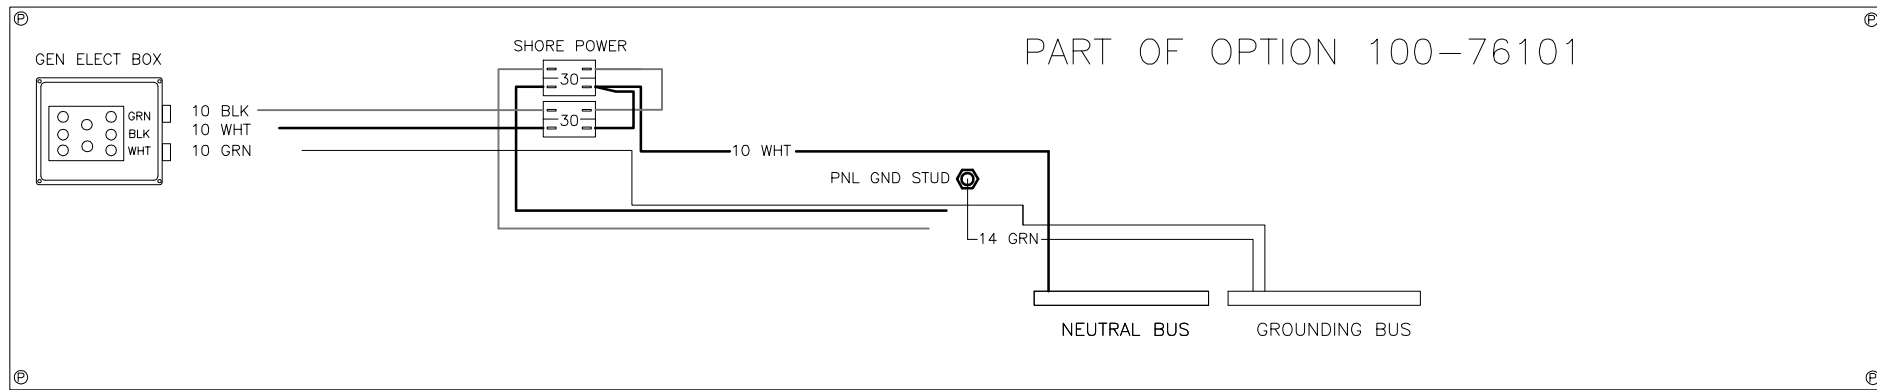 Ⓟ
Ⓟ
PART OF OPTION 100-76101
SHORE POWER
GEN ELECT BOX
30
30
GRN
BLK
WHT
10 BLK
10 WHT
10 GRN
10 WHT
PNL GND STUD
14 GRN
NEUTRAL BUS
GROUNDING BUS
Ⓟ
Ⓟ